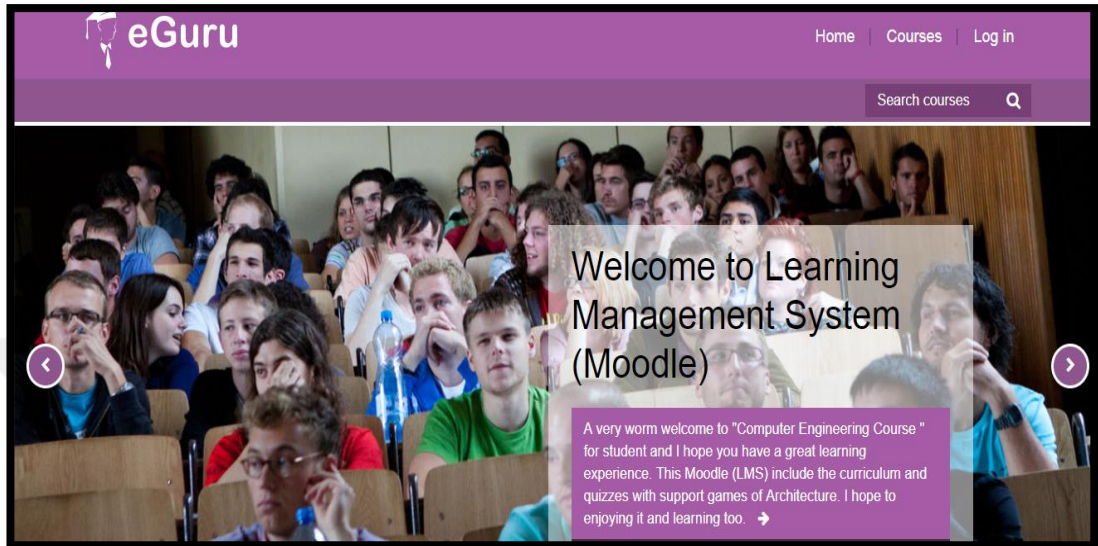 eGuru
Home | Courses | Log in
Search courses
Welcome to Learning
Management System
(Moodle)
A very worm welcome to "Computer Engineering Course "
for student and I hope you have a great learning
experience. This Moodle (LMS) include the curriculum and
quizzes with support games of Architecture. I hope to
enjoying it and learning too.